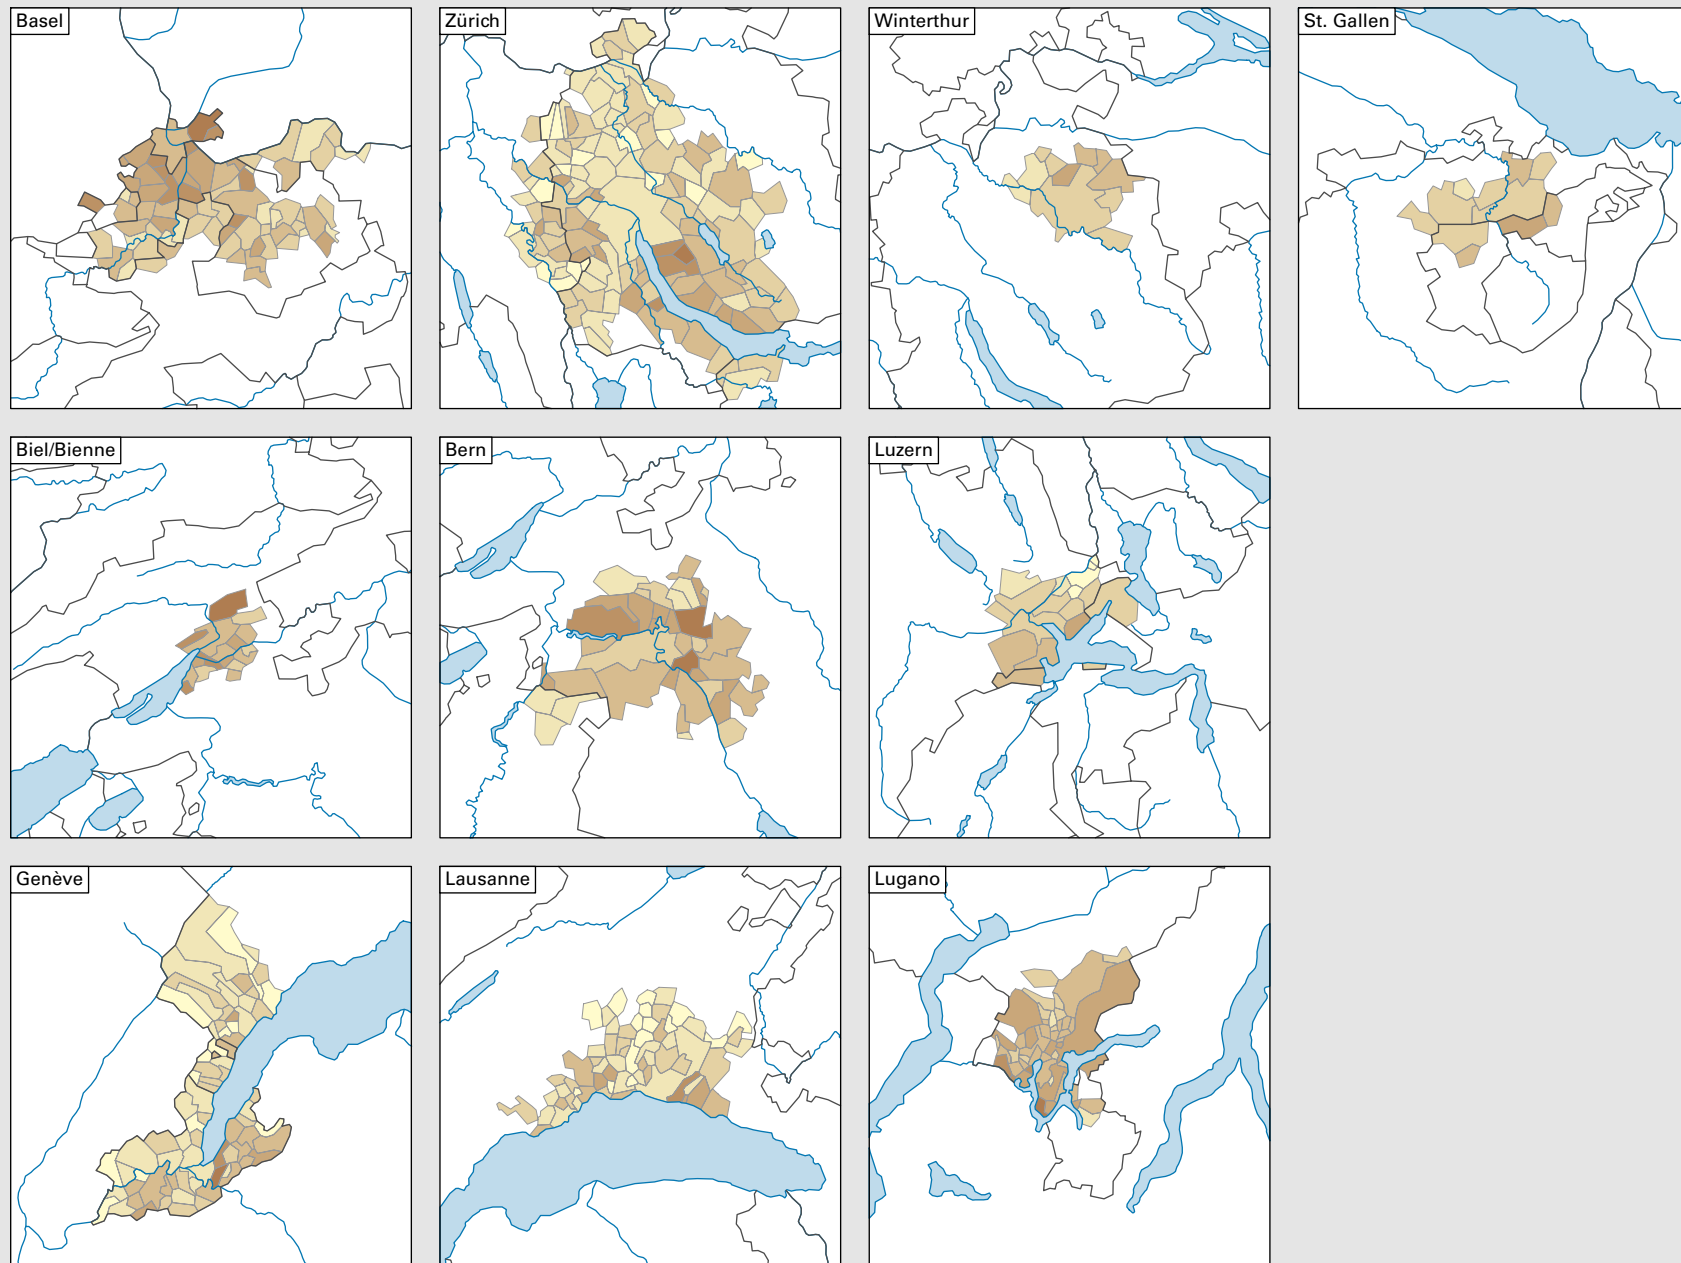 Basel
Zürich
Winterthur
St. Gallen
Biel/Bienne
Bern
Luzern
Genève
Lausanne
Lugano